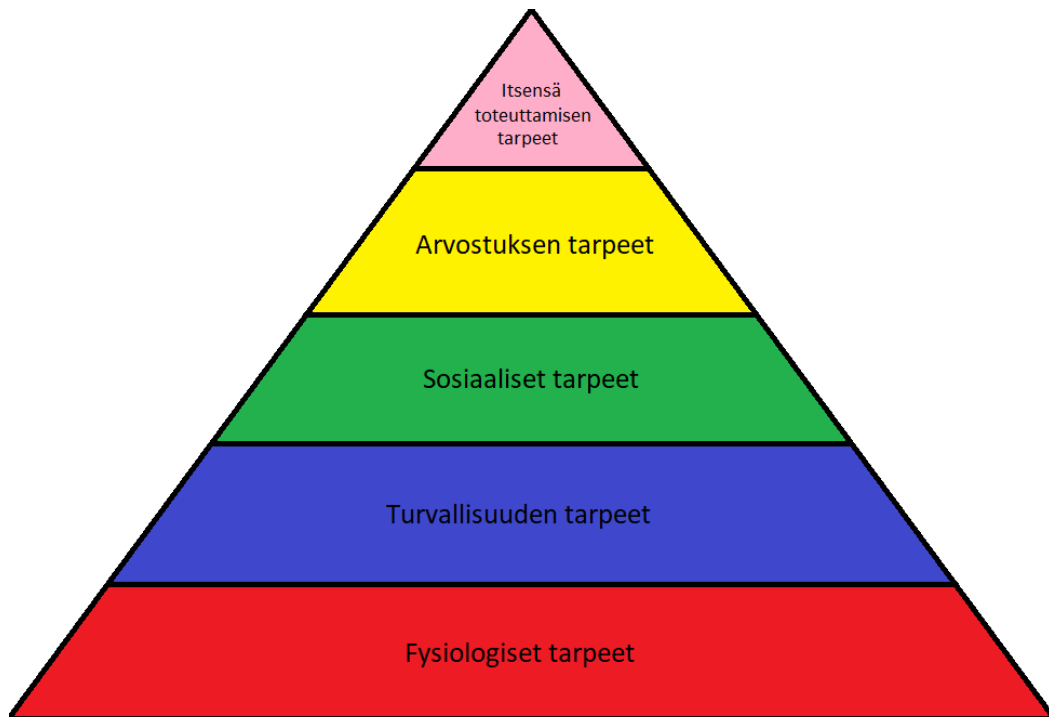 Itsensä
toteuttamisen
tarpeet
Arvostuksen tarpeet
Sosiaaliset tarpeet
Turvallisuuden tarpeet
Fysiologiset tarpeet